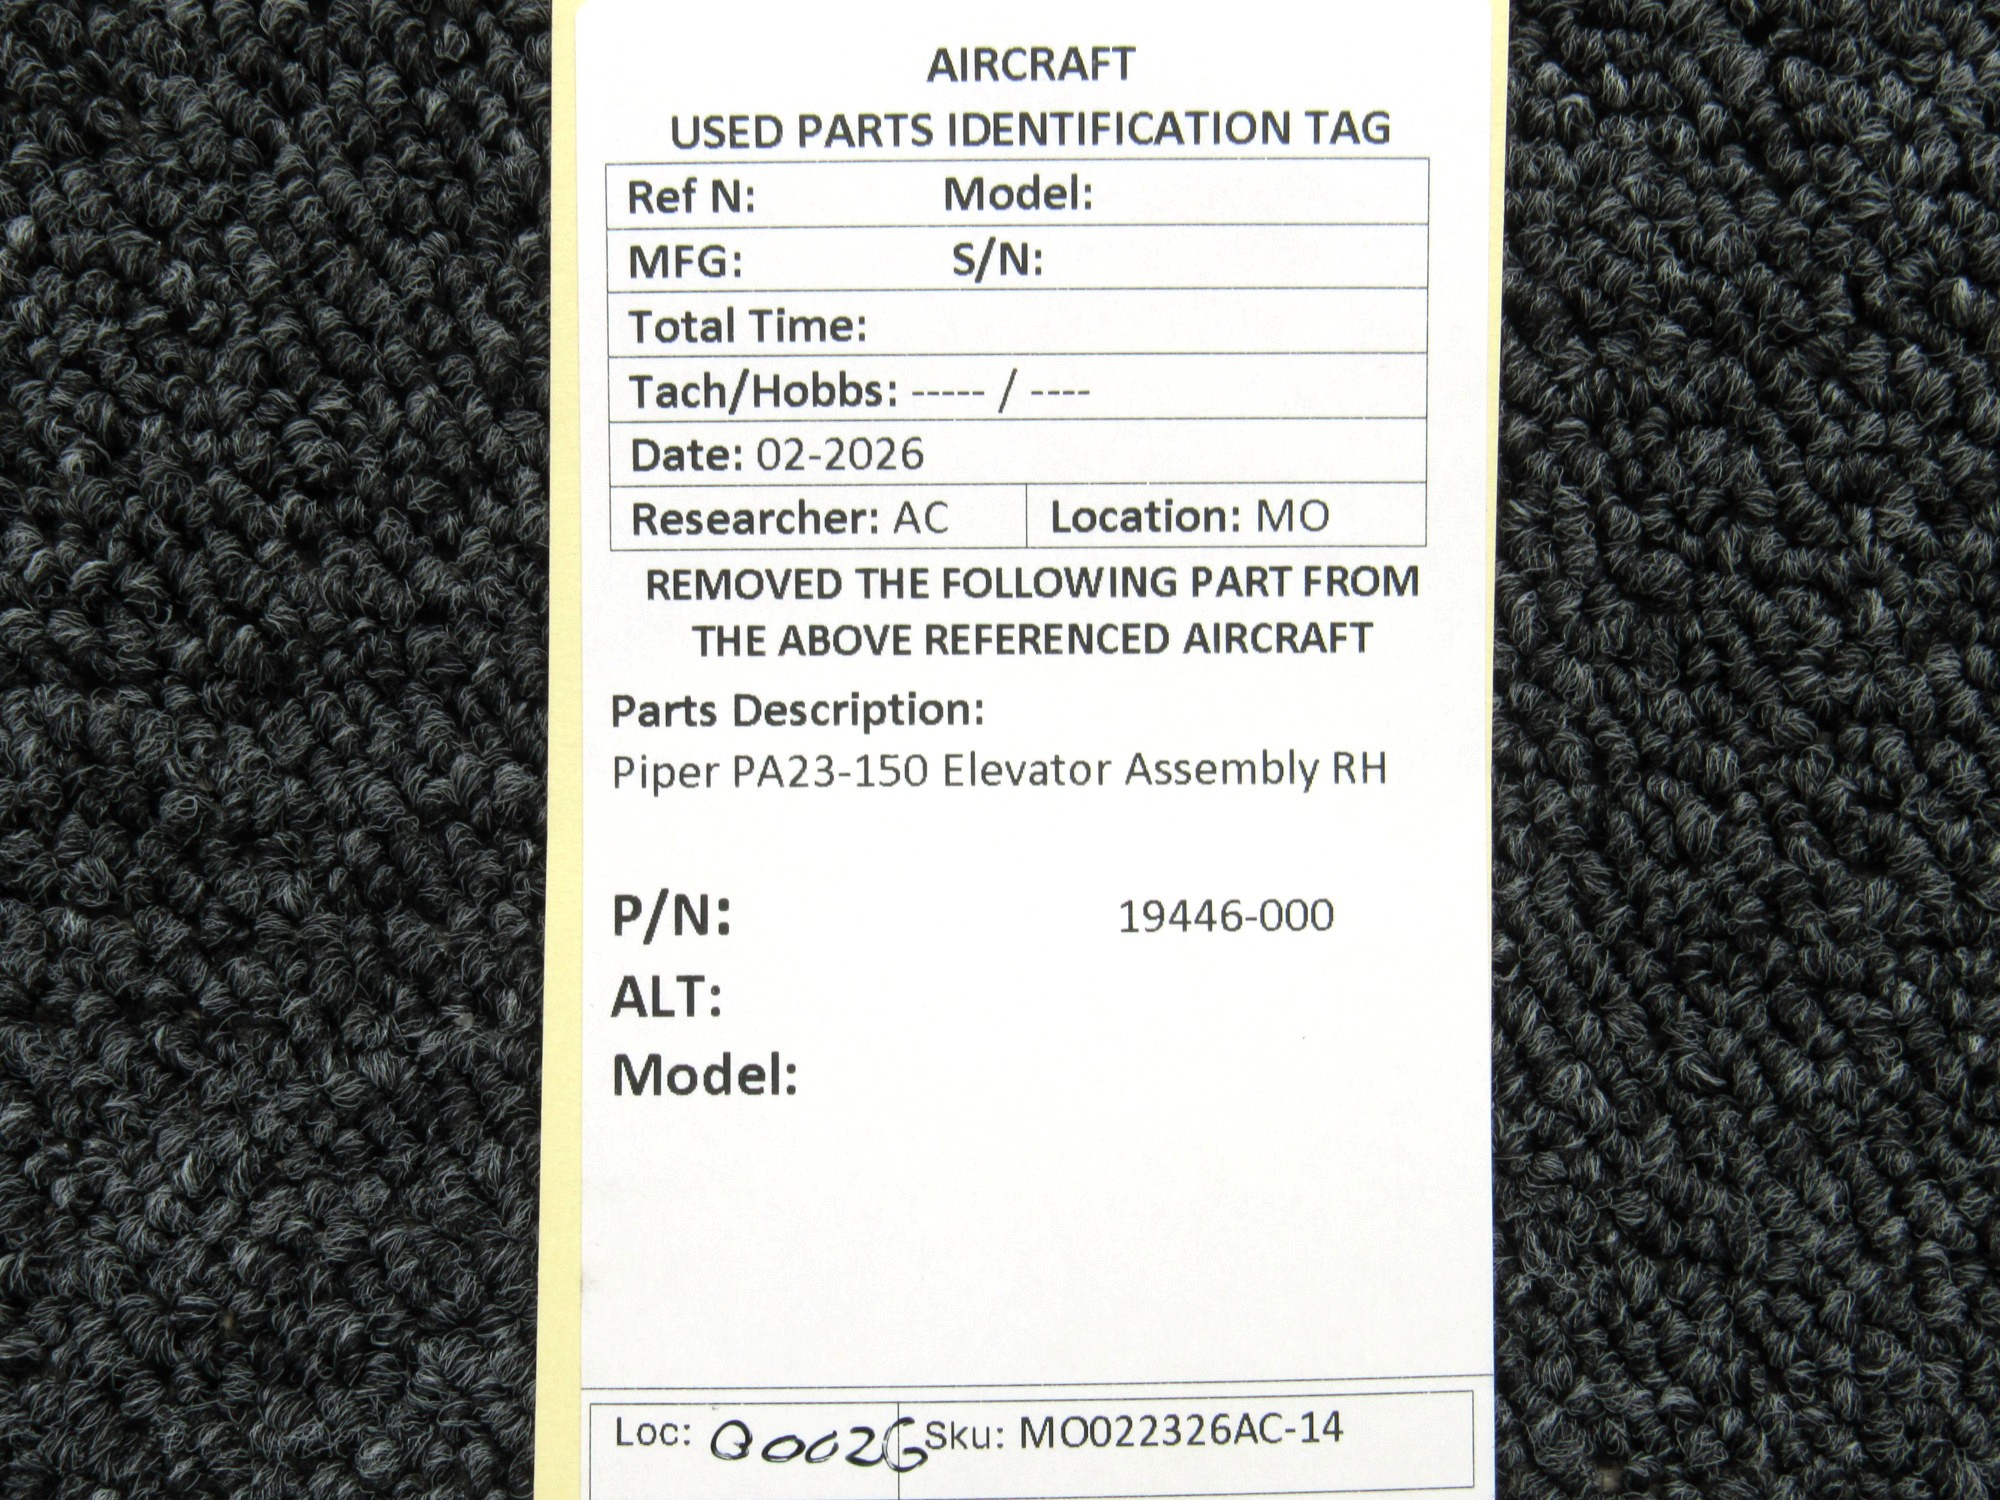 AIRCRAFT
USED PARTS IDENTIFICATION TAG
Ref N: Model:
MFG: S/N:
Total Time:
Tach/Hobbs: ----- / ----
Date: 02-2026
Researcher: AC Location: MO
REMOVED THE FOLLOWING PART FROM
THE ABOVE REFERENCED AIRCRAFT
Parts Description:
Piper PA23-150 Elevator Assembly RH
P/N: 19446-000
ALT:
Model:
Loc: Sku: MO022326AC-14